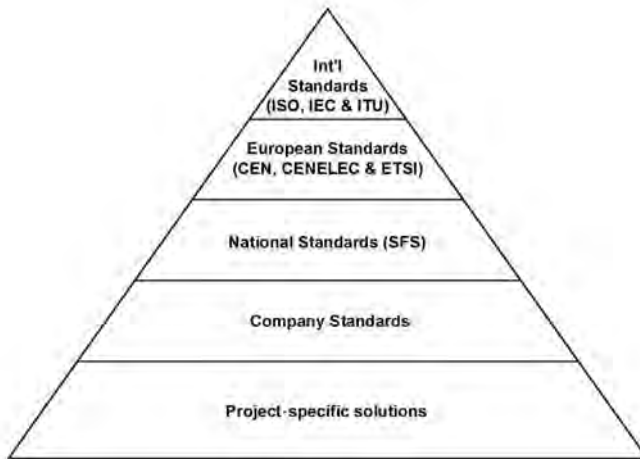 Int'l
Standards
(ISO, IEC & ITU)
European Standards
(CEN, CENELEC & ETSI)
National Standards (SFS)
Company Standards
Project-specific solutions